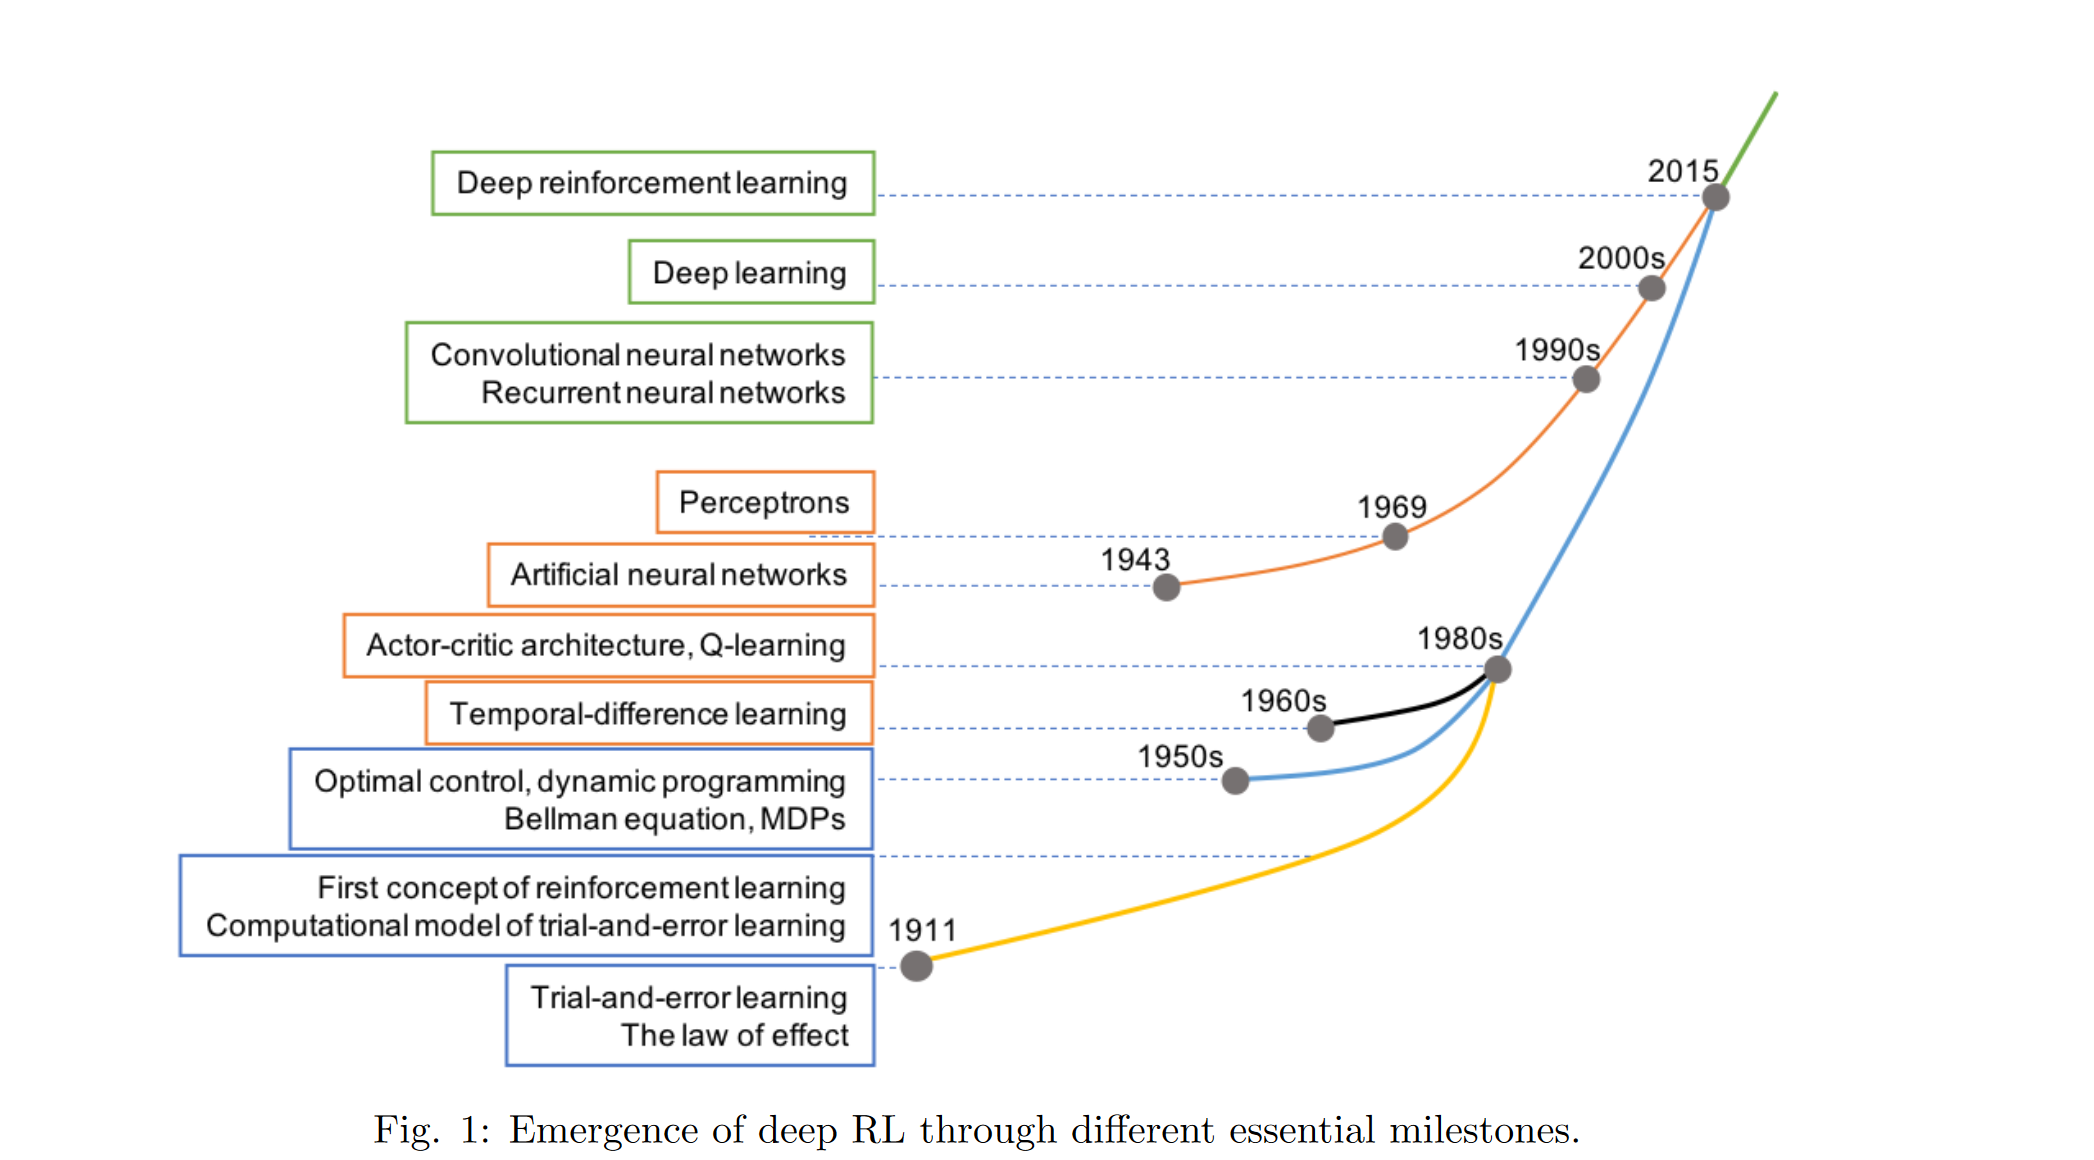 2015
Deep reinforcement learning
2000s
Deep learning
1990s
Convolutional neural networks
Recurrent neural networks
1969
Perceptrons
1943
Artificial neural networks
1980s
Actor-critic architecture, Q-learning
1960s
Temporal-difference learning
1950s
Optimal control, dynamic programming
Bellman equation, MDPs
First concept of reinforcement learning
Computational model of trial-and-error learning
1911
Trial-and-error learning
The law of effect
Fig. 1: Emergence of deep RL through different essential milestones.